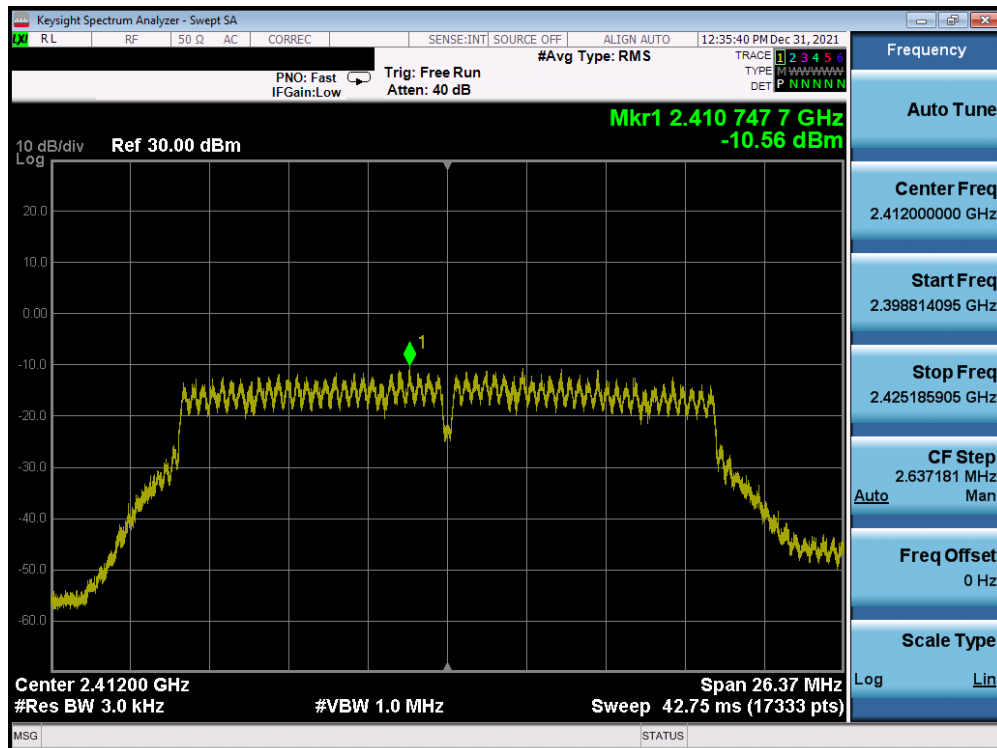 Keysight Spectrum Analyzer - Swept SA
LXI RL RF 50 Ω AC CORREC SENSE:INT SOURCE OFF ALIGN AUTO 12:35:40 PM Dec 31, 2021
PNO: Fast
IFGain:Low
Trig: Free Run
Atten: 40 dB
#Avg Type: RMS
TRACE 1 2 3 4 5 6
TYPE M W W W W W
DET P N N N N N
Mkr1 2.410 747 7 GHz
-10.56 dBm
10 dB/div Ref 30.00 dBm
Log
20.0
10.0
0.00
-10.0
-20.0
-30.0
-40.0
-50.0
-60.0
1
Center 2.41200 GHz Span 26.37 MHz
#Res BW 3.0 kHz #VBW 1.0 MHz Sweep 42.75 ms (17333 pts)
MSG STATUS
Frequency
Auto Tune
Center Freq
2.412000000 GHz
Start Freq
2.398814095 GHz
Stop Freq
2.425185905 GHz
CF Step
2.637181 MHz
Auto Man
Freq Offset
0 Hz
Scale Type
Log Lin